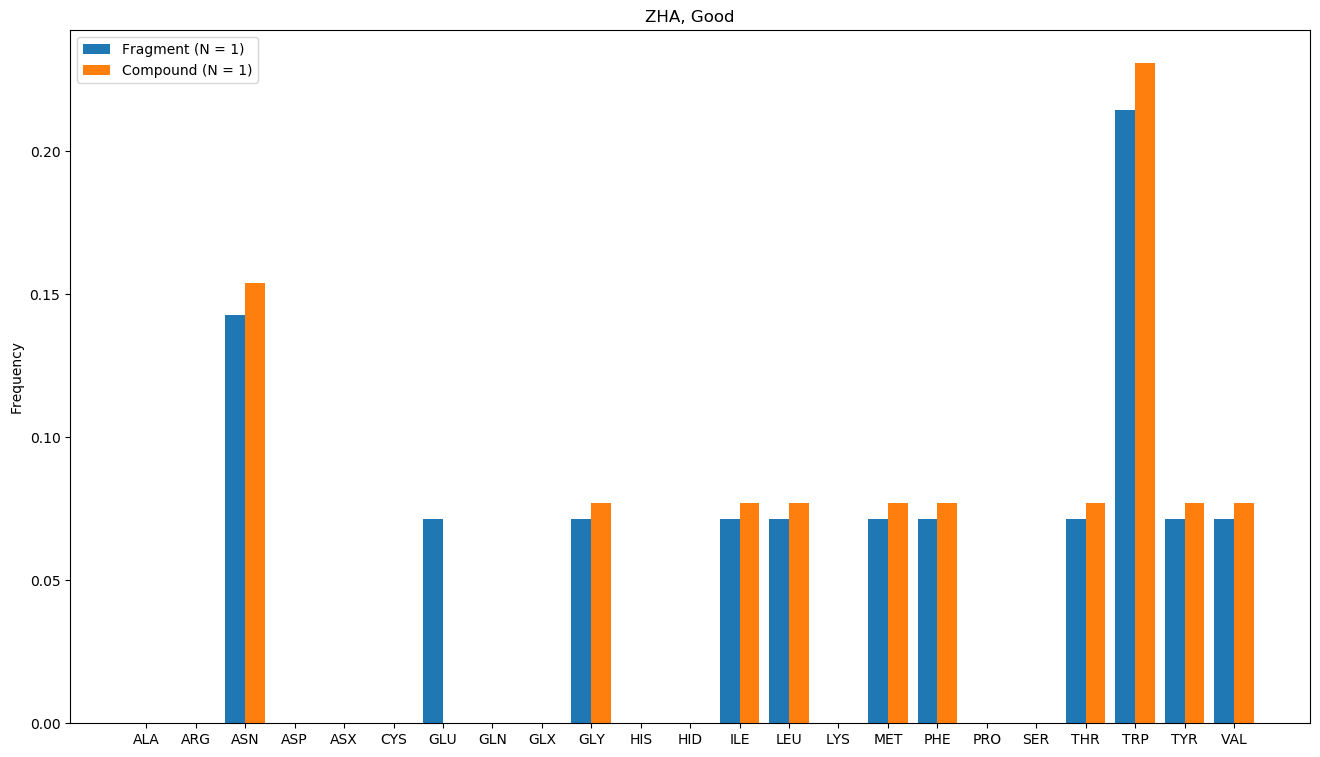 ZHA, Good
Fragment (N = 1)
Compound (N = 1)
Frequency
0.20
0.15
0.10
0.05
0.00
ALA ARG ASN ASP ASX CYS GLU GLN GLX GLY HIS HID ILE LEU LYS MET PHE PRO SER THR TRP TYR VAL